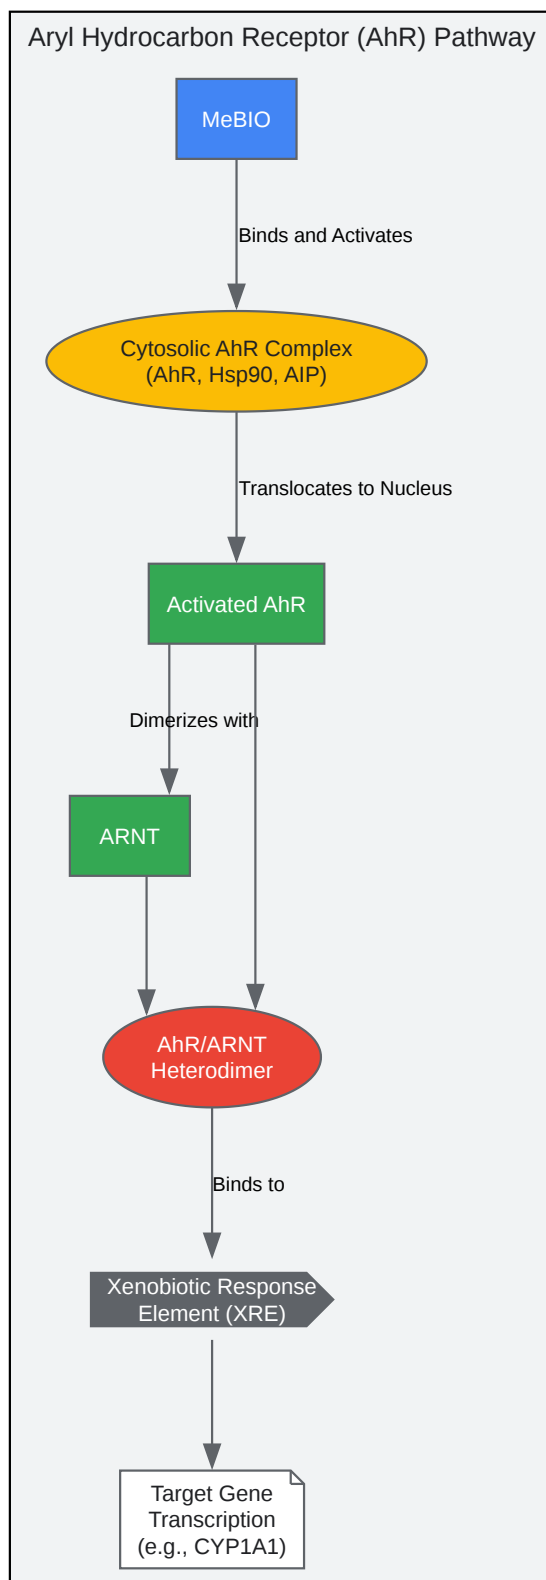 Aryl Hydrocarbon Receptor (AhR) Pathway
MeBIO
Binds and Activates
Cytosolic AhR Complex
(AhR, Hsp90, AIP)
Translocates to Nucleus
Activated AhR
Dimerizes with
ARNT
AhR/ARNT
Heterodimer
Binds to
Xenobiotic Response
Element (XRE)
Target Gene
Transcription
(e.g., CYP1A1)